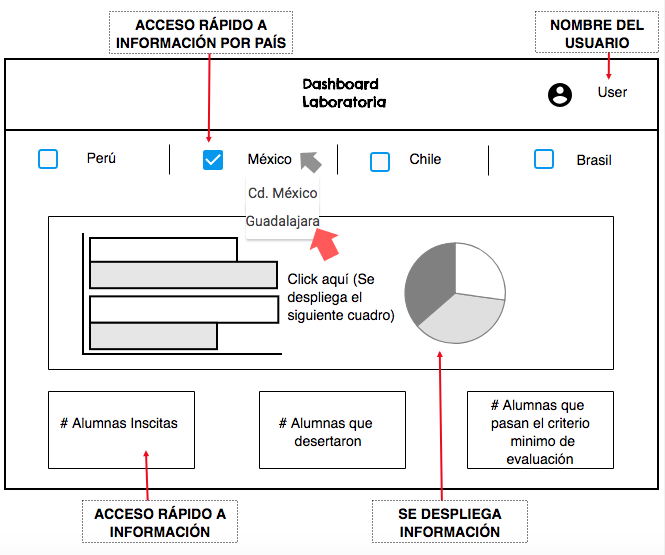 ACCESO RÁPIDO A
INFORMACIÓN POR PAÍS
NOMBRE DEL
USUARIO
Dashboard
Laboratoria
User
Perú
México
Chile
Brasil
Cd. México
Guadalajara
Click aquí (Se
despliega el
siguiente cuadro)
# Alumnas Inscitas
# Alumnas que
desertaron
# Alumnas que
pasan el criterio
minimo de
evaluación
ACCESO RÁPIDO A
INFORMACIÓN
SE DESPLIEGA
INFORMACIÓN